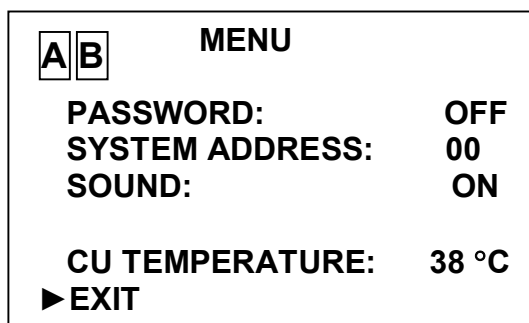 A B MENU
PASSWORD: OFF
SYSTEM ADDRESS: 00
SOUND: ON
CU TEMPERATURE: 38 °C
►EXIT